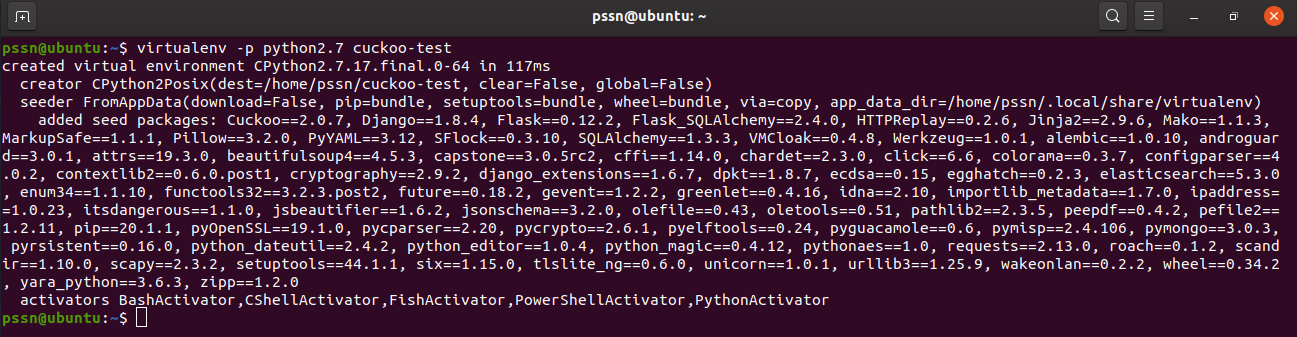 pssn@ubuntu: ~
pssn@ubuntu:~$ virtualenv -p python2.7 cuckoo-test
created virtual environment CPython2.7.17.final.0-64 in 117ms
  creator CPython2Posix(dest=/home/pssn/cuckoo-test, clear=False, global=False)
  seeder FromAppData(download=False, pip=bundle, setuptools=bundle, wheel=bundle, via=copy, app_data_dir=/home/pssn/.local/share/virtualenv)
    added seed packages: Cuckoo==2.0.7, Django==1.8.4, Flask==0.12.2, Flask_SQLAlchemy==2.4.0, HTTPReplay==0.2.6, Jinja2==2.9.6, Mako==1.1.3,
MarkupSafe==1.1.1, Pillow==3.2.0, PyYAML==3.12, SFlock==0.3.10, SQLAlchemy==1.3.3, VMCloak==0.4.8, Werkzeug==1.0.1, alembic==1.0.10, androguar
d==3.0.1, attrs==19.3.0, beautifulsoup4==4.5.3, capstone==3.0.5rc2, cffi==1.14.0, chardet==2.3.0, click==6.6, colorama==0.3.7, configparser==4
.0.2, contextlib2==0.6.0.post1, cryptography==2.9.2, django_extensions==1.6.7, dpkt==1.8.7, ecdsa==0.15, egghatch==0.2.3, elasticsearch==5.3.0
, enum34==1.1.10, functools32==3.2.3.post2, future==0.18.2, gevent==1.2.2, greenlet==0.4.16, idna==2.10, importlib_metadata==1.7.0, ipaddress=
=1.0.23, itsdangerous==1.1.0, jsbeautifier==1.6.2, jsonschema==3.2.0, olefile==0.43, oletools==0.51, pathlib2==2.3.5, peepdf==0.4.2, pefile2==
1.2.11, pip==20.1.1, pyOpenSSL==19.1.0, pycparser==2.20, pycrypto==2.6.1, pyelftools==0.24, pyguacamole==0.6, pymisp==2.4.106, pymongo==3.0.3,
 pyrsistent==0.16.0, python_dateutil==2.4.2, python_editor==1.0.4, python_magic==0.4.12, pythonaes==1.0, requests==2.13.0, roach==0.1.2, scand
ir==1.10.0, scapy==2.3.2, setuptools==44.1.1, six==1.15.0, tlslite_ng==0.6.0, unicorn==1.0.1, urllib3==1.25.9, wakeonlan==0.2.2, wheel==0.34.2
, yara_python==3.6.3, zipp==1.2.0
  activators BashActivator,CShellActivator,FishActivator,PowerShellActivator,PythonActivator
pssn@ubuntu:~$